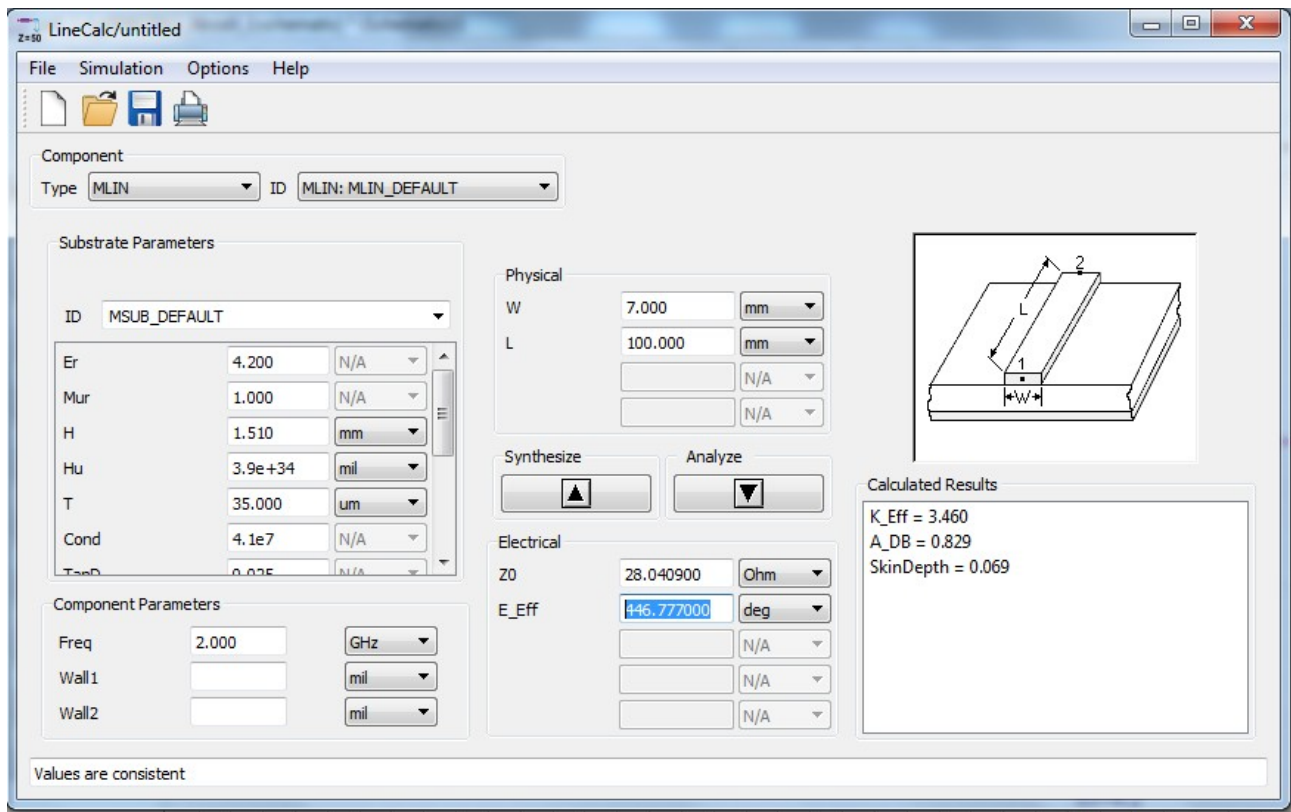 Z=50 LineCalc/untitled
File Simulation Options Help
Component
Type MLIN ID MLIN: MLIN_DEFAULT
Substrate Parameters
ID MSUB_DEFAULT
Er 4.200 N/A
Mur 1.000 N/A
H 1.510 mm
Hu 3.9e+34 mil
T 35.000 um
Cond 4.1e7 N/A
TanD 0.025 N/A
Component Parameters
Freq 2.000 GHz
Wall1 mil
Wall2 mil
Physical
W 7.000 mm
L 100.000 mm
N/A
N/A
Synthesize Analyze
Electrical
Z0 28.040900 Ohm
E_Eff 446.777000 deg
N/A
N/A
N/A
2
L
1
W
Calculated Results
K_Eff = 3.460
A_DB = 0.829
SkinDepth = 0.069
Values are consistent